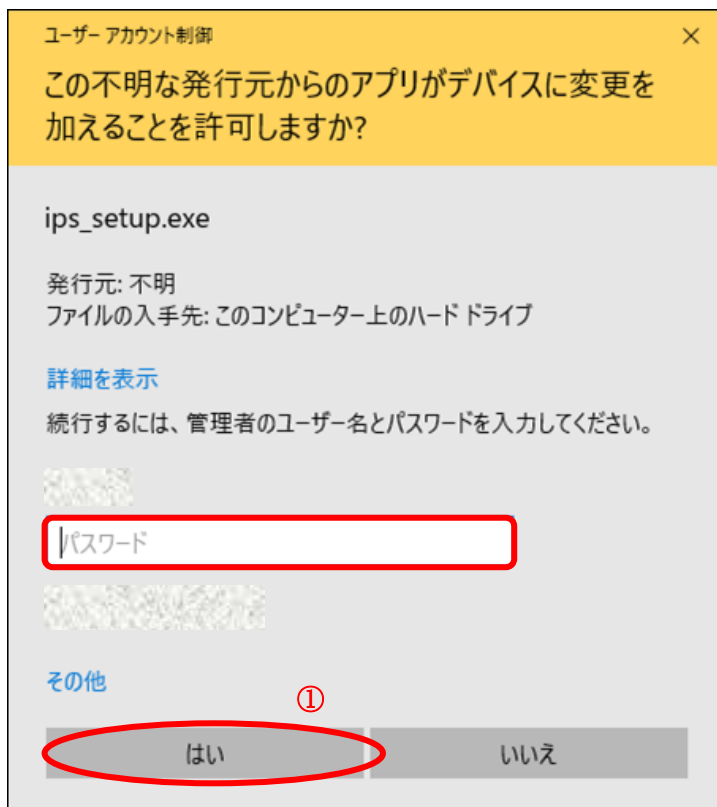 ユーザー アカウント制御
この不明な発行元からのアプリがデバイスに変更を
加えることを許可しますか?
ips_setup.exe
発行元: 不明
ファイルの入手先: このコンピューター上のハード ドライブ
詳細を表示
続行するには、管理者のユーザー名とパスワードを入力してください。
パスワード
その他
①
はい
いいえ